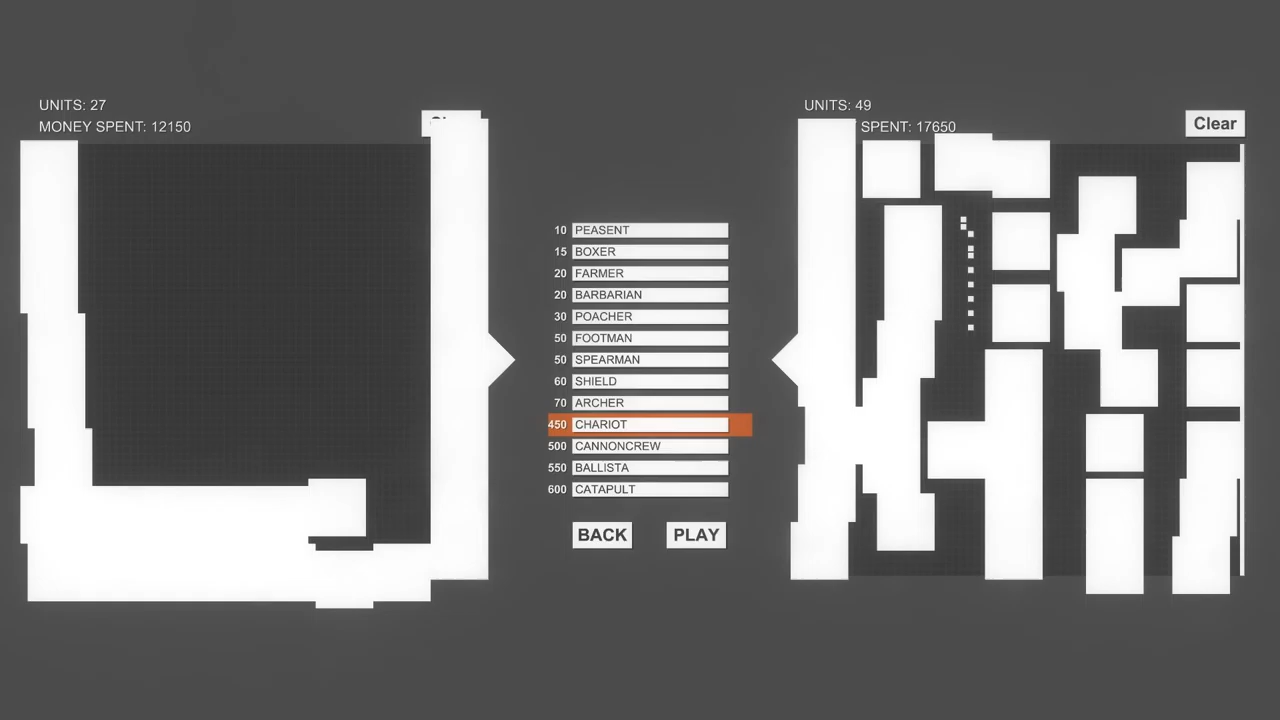 UNITS: 27
MONEY SPENT: 12150
UNITS: 49
SPENT: 17650
Clear
10 PEASENT
15 BOXER
20 FARMER
20 BARBARIAN
30 POACHER
50 FOOTMAN
50 SPEARMAN
60 SHIELD
70 ARCHER
450 CHARIOT
500 CANNONCREW
550 BALLISTA
600 CATAPULT
BACK PLAY